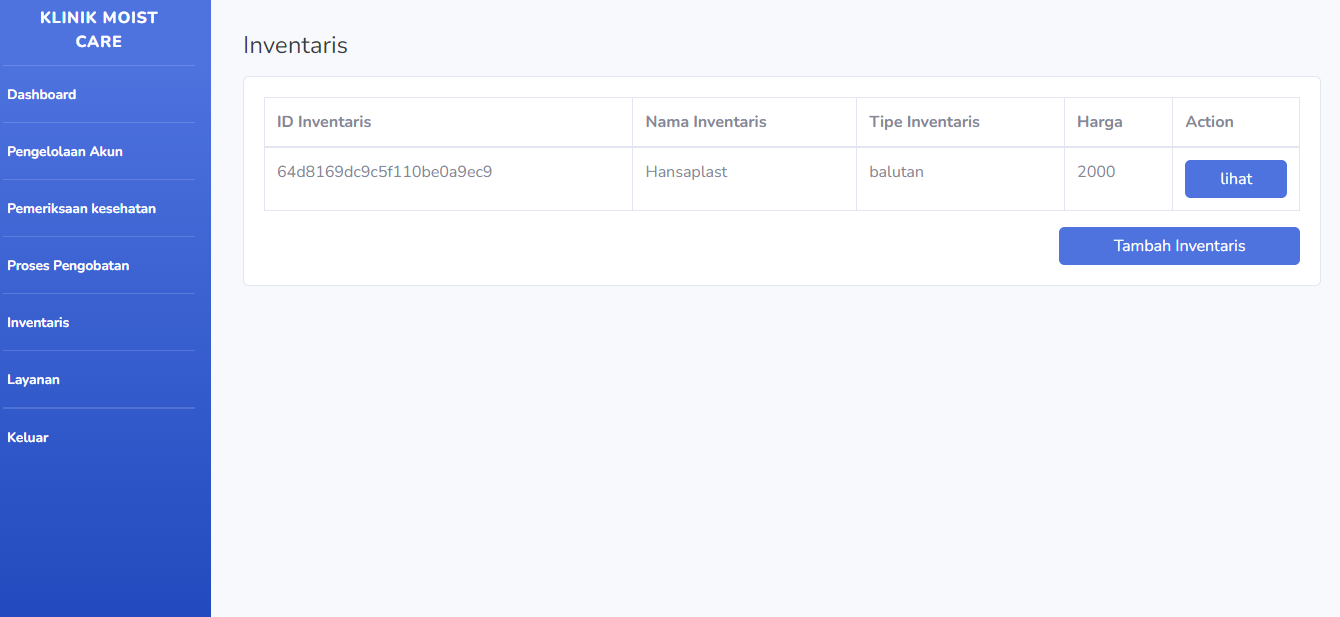 KLINIK MOIST
CARE
Dashboard
Pengelolaan Akun
Pemeriksaan kesehatan
Proses Pengobatan
Inventaris
Layanan
Keluar
Inventaris
ID Inventaris Nama Inventaris Tipe Inventaris Harga Action
64d8169dc9c5f110be0a9ec9 Hansaplast balutan 2000 lihat
Tambah Inventaris